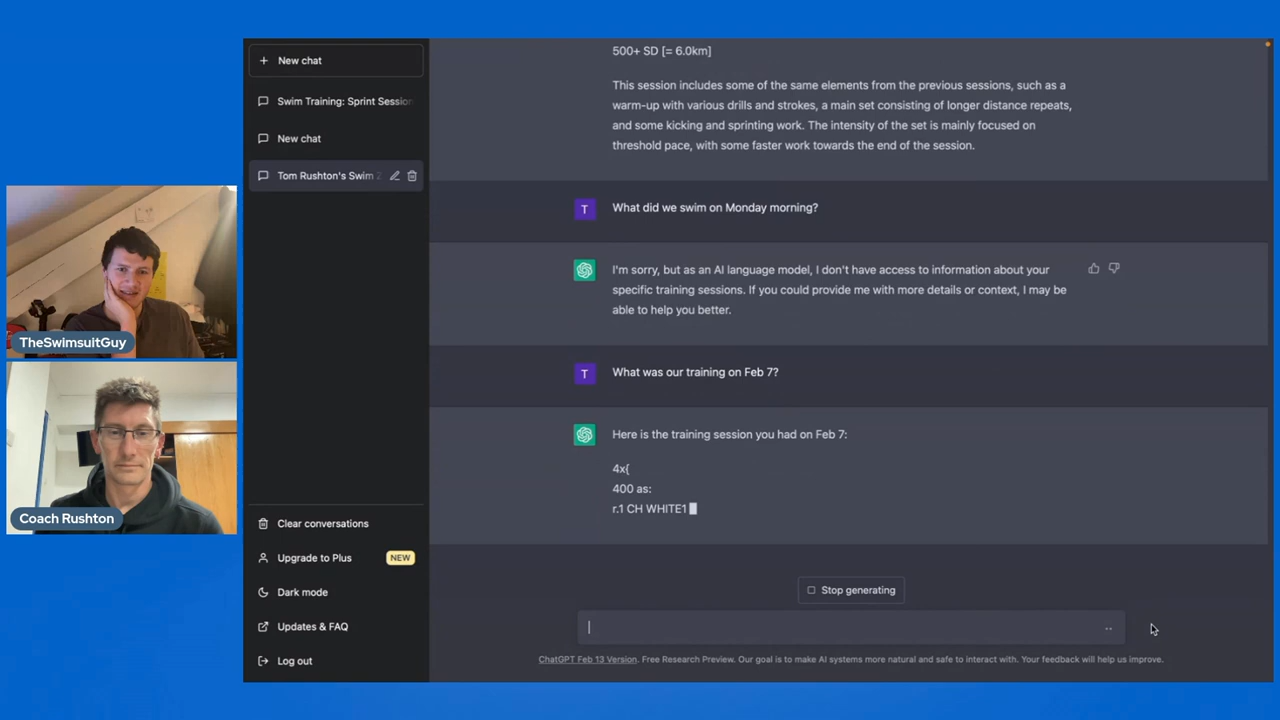 TheSwimsuitGuy
Coach Rushton
New chat
Swim Training: Sprint Session
New chat
Tom Rushton's Swim 2
Clear conversations
Upgrade to Plus NEW
Dark mode
Updates & FAQ
Log out
500+ SD [= 6.0km]
This session includes some of the same elements from the previous sessions, such as a
warm-up with various drills and strokes, a main set consisting of longer distance repeats,
and some kicking and sprinting work. The intensity of the set is mainly focused on
threshold pace, with some faster work towards the end of the session.
T What did we swim on Monday morning?
I'm sorry, but as an AI language model, I don't have access to information about your
specific training sessions. If you could provide me with more details or context, I may be
able to help you better.
T What was our training on Feb 7?
Here is the training session you had on Feb 7:
4x{
400 as:
r.1 CH WHITE1
Stop generating
ChatGPT Feb 13 Version. Free Research Preview. Our goal is to make AI systems more natural and safe to interact with. Your feedback will help us improve.